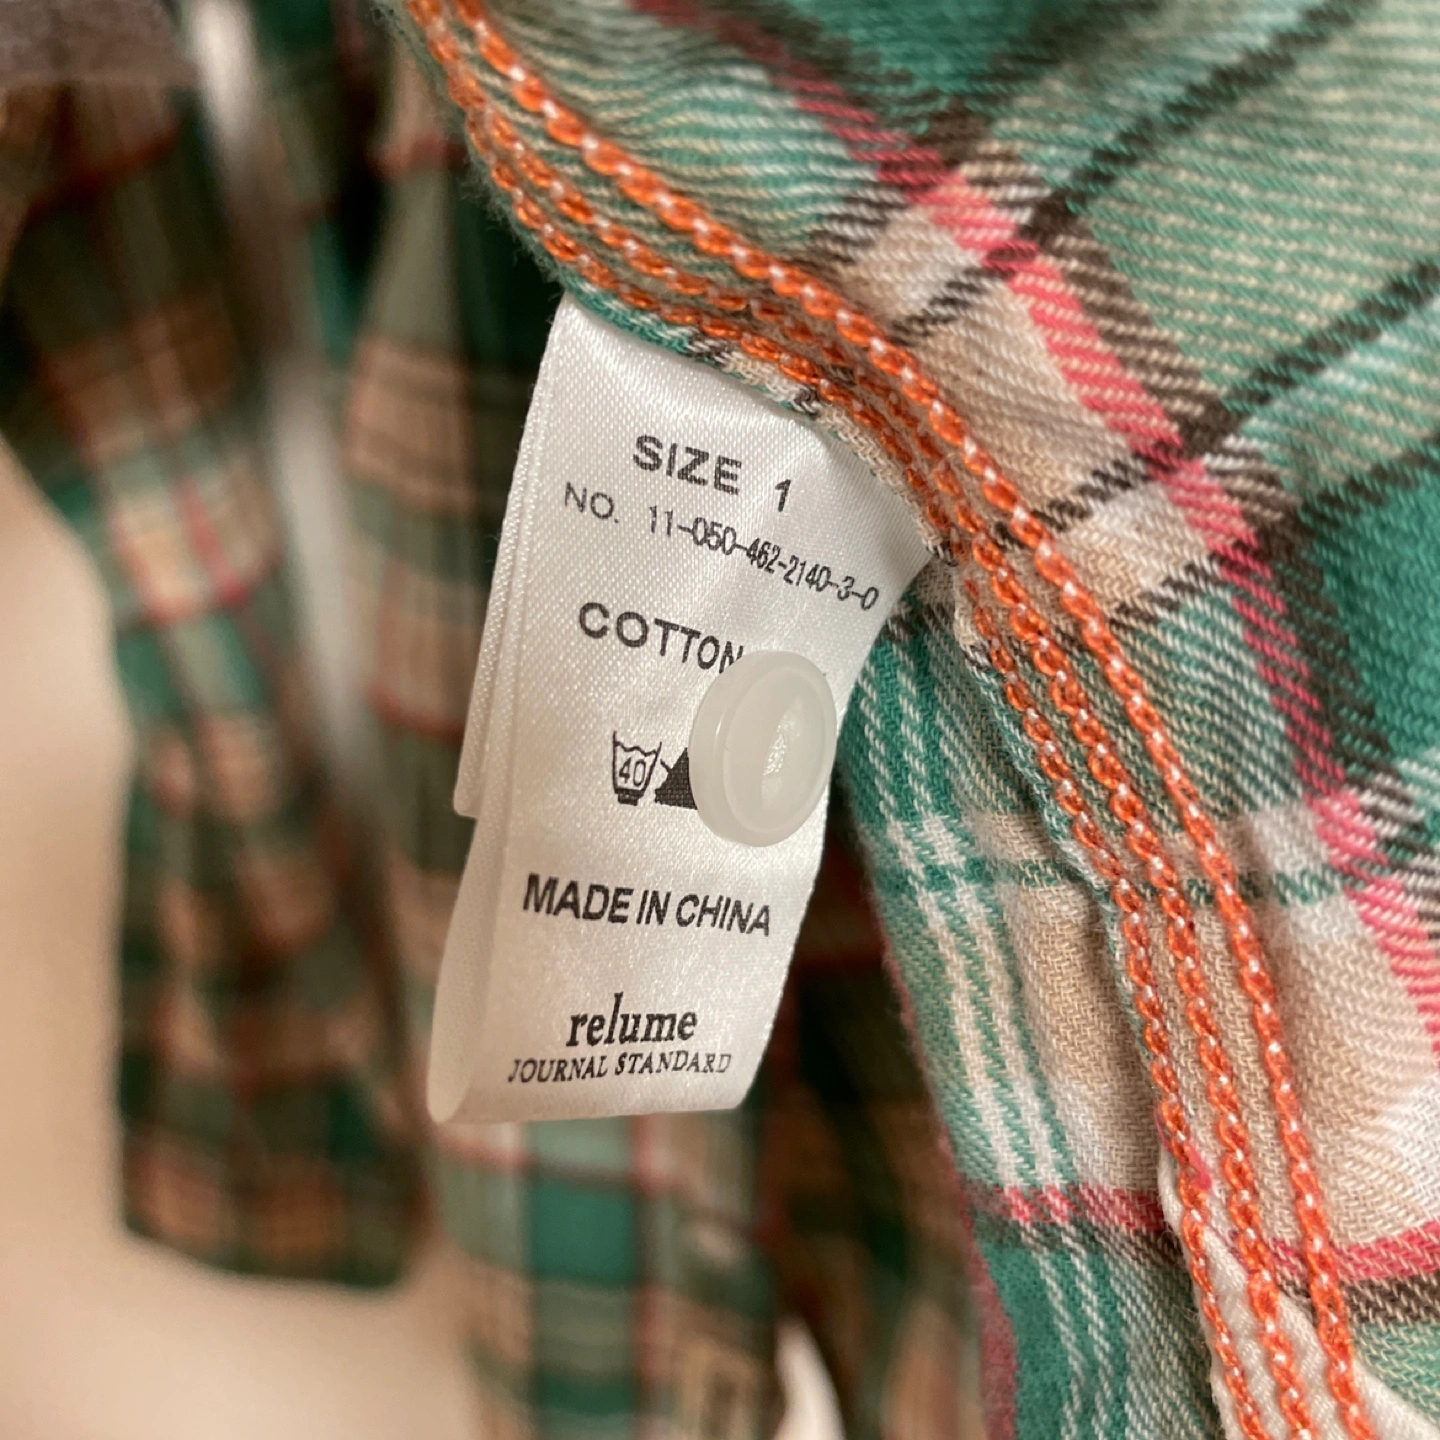 SIZE 1
NO. 11-050-462-2140-3-0
COTTON
40
MADE IN CHINA
relume
JOURNAL STANDARD